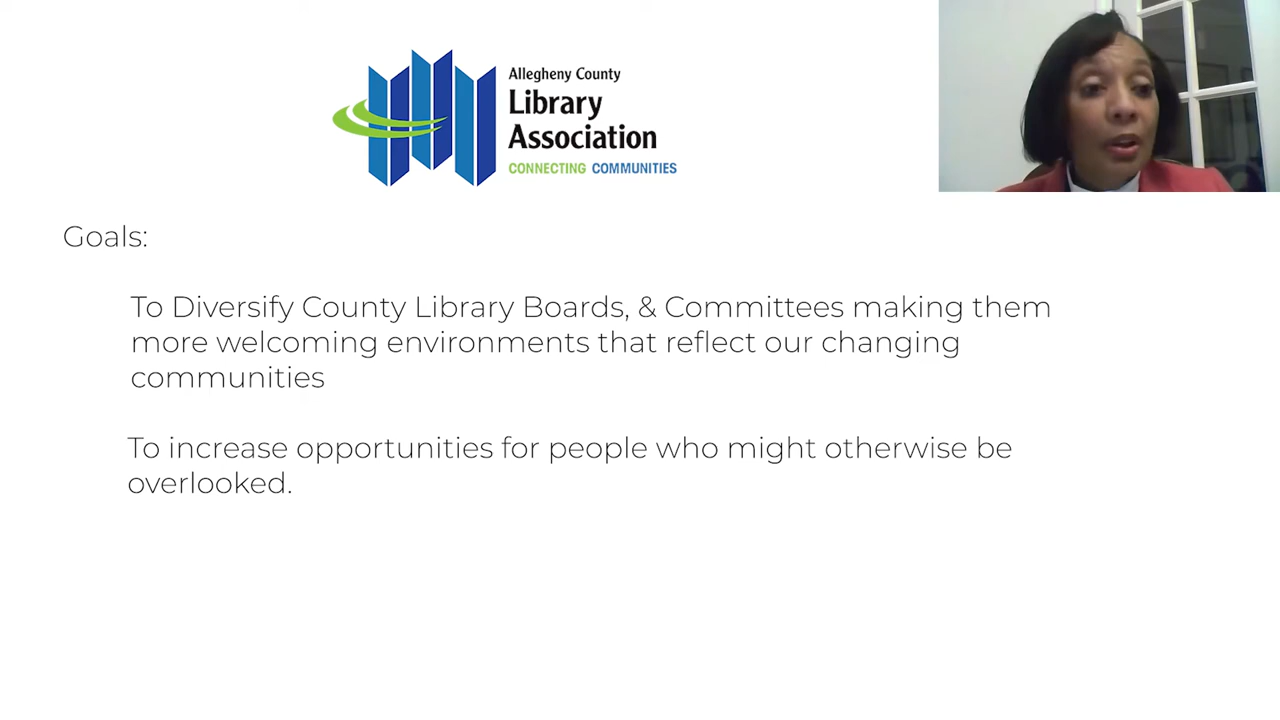 Allegheny County
Library
Association
CONNECTING COMMUNITIES
Goals:
To Diversify County Library Boards, & Committees making them
more welcoming environments that reflect our changing
communities
To increase opportunities for people who might otherwise be
overlooked.